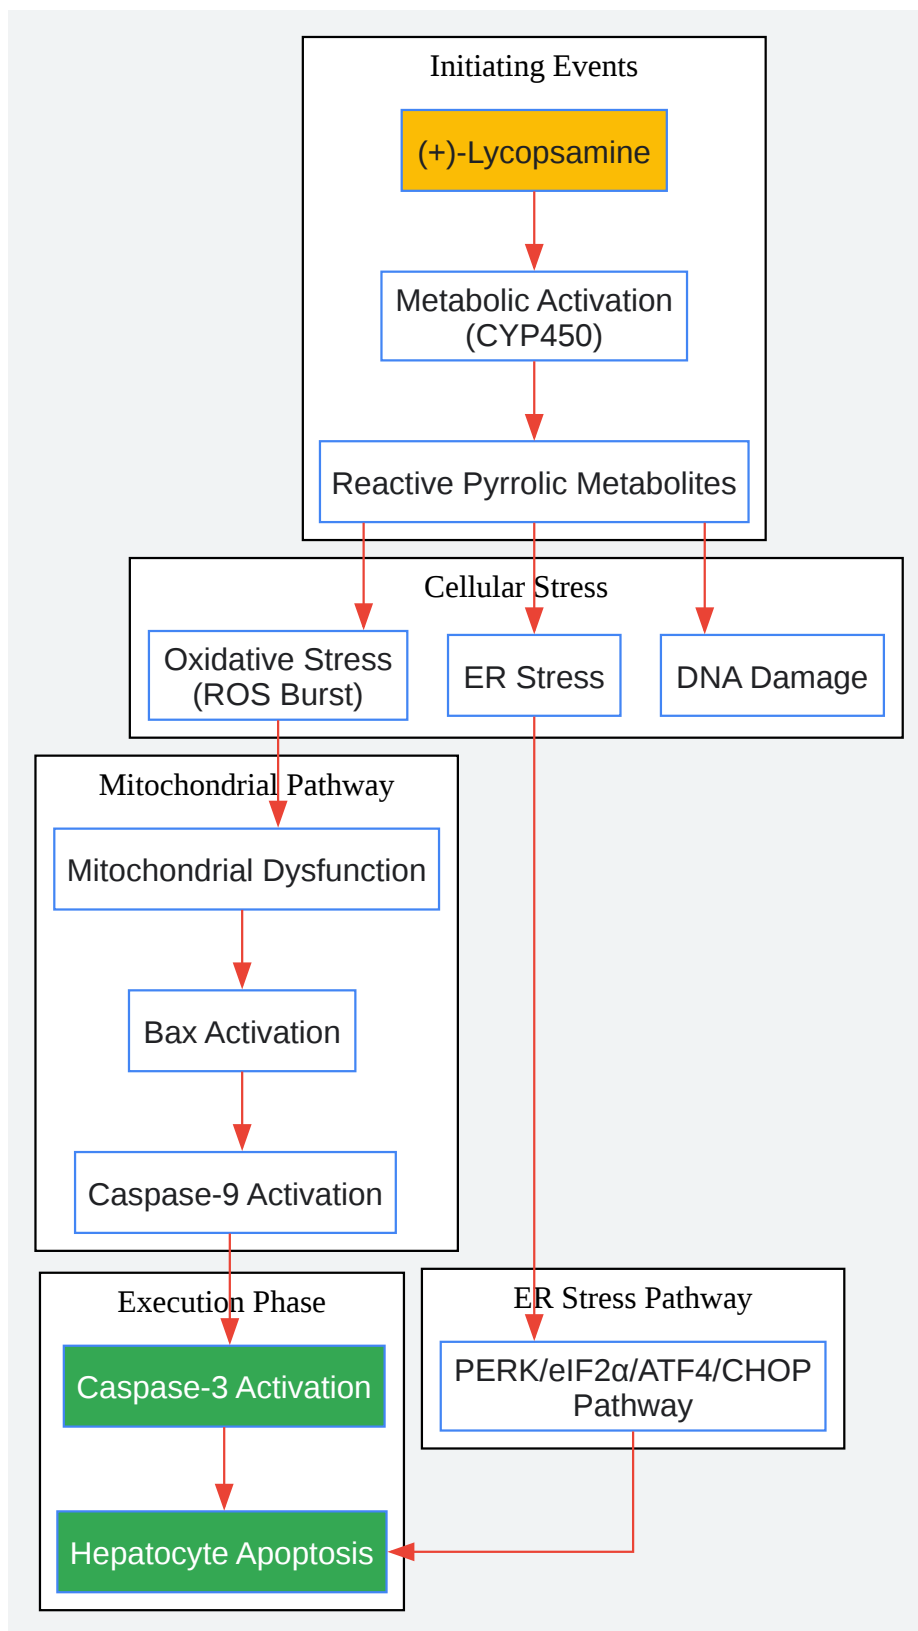 Initiating Events
(+)-Lycopsamine
Metabolic Activation
(CYP450)
Reactive Pyrrolic Metabolites
Cellular Stress
Oxidative Stress
(ROS Burst)
ER Stress
DNA Damage
Mitochondrial Pathway
Mitochondrial Dysfunction
Bax Activation
Caspase-9 Activation
Execution Phase
Caspase-3 Activation
Hepatocyte Apoptosis
ER Stress Pathway
PERK/eIF2α/ATF4/CHOP
Pathway